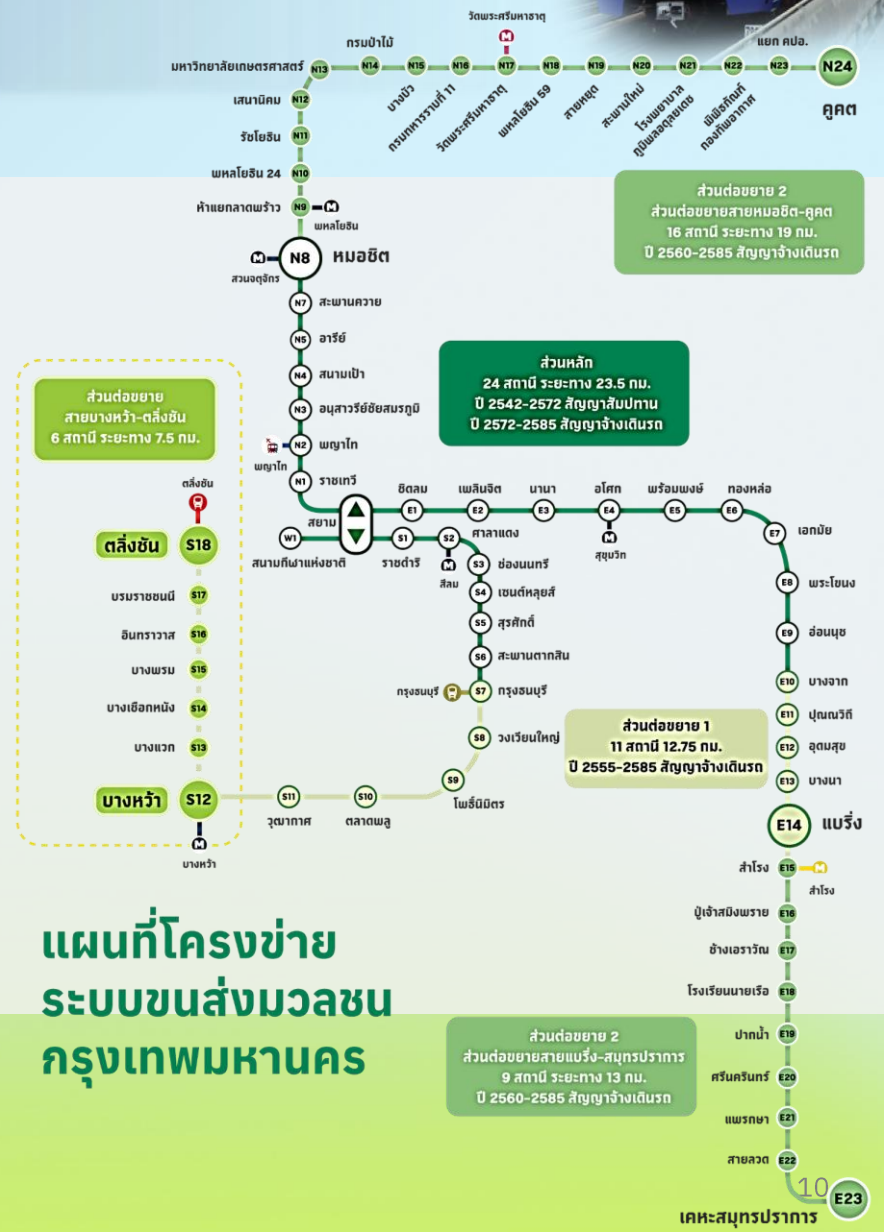 วัดพระศรีมหาธาตุ
M
กรมป่าไม้
แยก คปอ.
มหาวิทยาลัยเกษตรศาสตร์
N13
N14
N15
N16
N17
N18
N19
N20
N21
N22
N23
N24
บางบัว
กรมทหารราบที่ 11
วัดพระศรีมหาธาตุ
พหลโยธิน 59
สายหยุด
สะพานใหม่
โรงพยาบาล
ภูมิพลอดุลยเดช
พิพิธภัณฑ์
กองทัพอากาศ
คูคต
เสนานิคม N12
รัชโยธิน N11
พหลโยธิน 24 N10
ห้าแยกลาดพร้าว N9 M
พหลโยธิน
M N8 หมอชิต
สวนจตุจักร
ส่วนต่อขยาย 2
ส่วนต่อขยายสายหมอชิต-คูคต
16 สถานี ระยะทาง 19 กม.
ปี 2560-2585 สัญญาจ้างเดินรถ
N7 สะพานควาย
N5 อารีย์
N4 สนามเป้า
N3 อนุสาวรีย์ชัยสมรภูมิ
N2 พญาไท
พญาไท
N1 ราชเทวี
ส่วนหลัก
24 สถานี ระยะทาง 23.5 กม.
ปี 2542-2572 สัญญาสัมปทาน
ปี 2572-2585 สัญญาจ้างเดินรถ
ส่วนต่อขยาย
สายบางหว้า-ตลิ่งชัน
6 สถานี ระยะทาง 7.5 กม.
ตลิ่งชัน
ตลิ่งชัน S18
บรมราชชนนี S17
อินทราวาส S16
บางพรม S15
บางเชือกหนัง S14
บางแวก S13
บางหว้า S12
M
บางหว้า
ชิดลม
เพลินจิต
นานา
อโศก
พร้อมพงษ์
ทองหล่อ
E1
E2
E3
E4
E5
E6
M
สุขุมวิท
สยาม
W1
S1
S2
ศาลาแดง
สนามกีฬาแห่งชาติ
ราชดำริ
M
สีลม
S3 ช่องนนทรี
S4 เซนต์หลุยส์
S5 สุรศักดิ์
S6 สะพานตากสิน
กรุงธนบุรี S7 กรุงธนบุรี
S8 วงเวียนใหญ่
S9
โพธิ์นิมิตร
S10
ตลาดพลู
S11
วุฒากาศ
E7 เอกมัย
E8 พระโขนง
E9 อ่อนนุช
E10 บางจาก
E11 ปุณณวิถี
E12 อุดมสุข
E13 บางนา
E14 แบริ่ง
ส่วนต่อขยาย 1
11 สถานี 12.75 กม.
ปี 2555-2585 สัญญาจ้างเดินรถ
สำโรง E15 M
สำโรง
ปู่เจ้าสมิงพราย E16
ช้างเอราวัณ E17
โรงเรียนนายเรือ E18
ปากน้ำ E19
ศรีนครินทร์ E20
แพรกษา E21
สายลวด E22
10
E23
เคหะสมุทรปราการ
ส่วนต่อขยาย 2
ส่วนต่อขยายสายแบริ่ง-สมุทรปราการ
9 สถานี ระยะทาง 13 กม.
ปี 2560-2585 สัญญาจ้างเดินรถ
แผนที่โครงข่าย
ระบบขนส่งมวลชน
กรุงเทพมหานคร